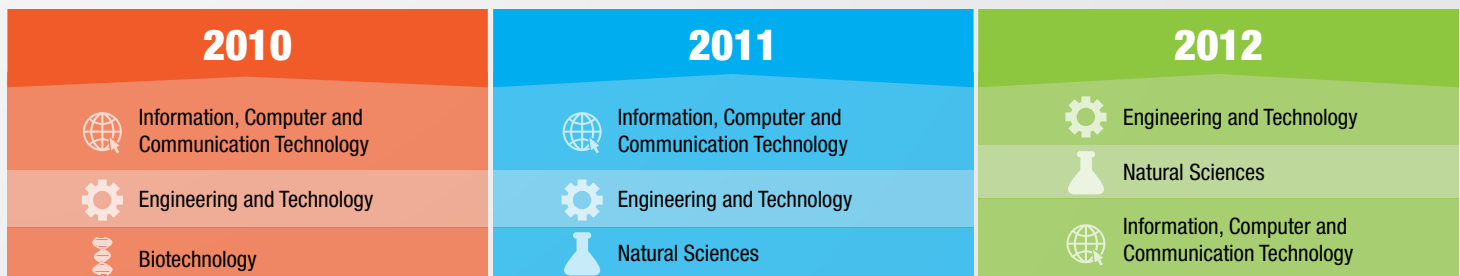 2010
Information, Computer and
Communication Technology
Engineering and Technology
Biotechnology
2011
Information, Computer and
Communication Technology
Engineering and Technology
Natural Sciences
2012
Engineering and Technology
Natural Sciences
Information, Computer and
Communication Technology